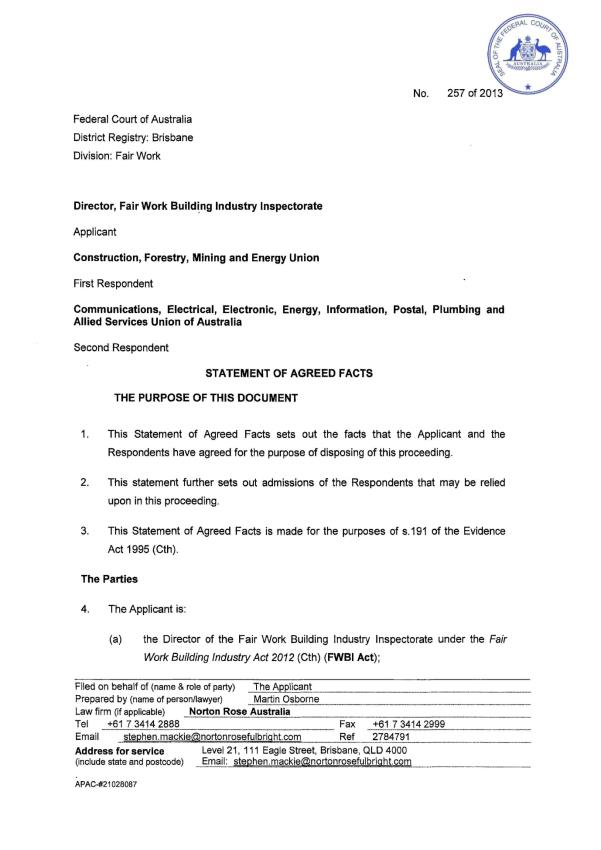 SEAL OF THE FEDERAL COURT OF AUSTRALIA
AUSTRALIA
No. 257 of 2013
Federal Court of Australia
District Registry: Brisbane
Division: Fair Work
Director, Fair Work Building Industry Inspectorate
Applicant
Construction, Forestry, Mining and Energy Union
First Respondent
Communications, Electrical, Electronic, Energy, Information, Postal, Plumbing and
Allied Services Union of Australia
Second Respondent
STATEMENT OF AGREED FACTS
THE PURPOSE OF THIS DOCUMENT
1. This Statement of Agreed Facts sets out the facts that the Applicant and the
Respondents have agreed for the purpose of disposing of this proceeding.
2. This statement further sets out admissions of the Respondents that may be relied
upon in this proceeding.
3. This Statement of Agreed Facts is made for the purposes of s.191 of the Evidence
Act 1995 (Cth).
The Parties
4. The Applicant is:
(a) the Director of the Fair Work Building Industry Inspectorate under the Fair
Work Building Industry Act 2012 (Cth) (FWBI Act);
Filed on behalf of (name & role of party) The Applicant
Prepared by (name of person/lawyer) Martin Osborne
Law firm (if applicable) Norton Rose Australia
Tel +61 7 3414 2888 Fax +61 7 3414 2999
Email stephen.mackie@nortonrosefulbright.com Ref 2784791
Address for service Level 21, 111 Eagle Street, Brisbane, QLD 4000
(include state and postcode) Email: stephen.mackie@nortonrosefulbright.com
APAC-#21028087